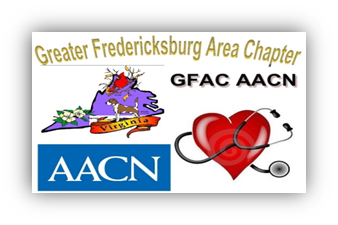 Greater Fredericksburg Area Chapter
GFAC AACN
Virginia
AACN